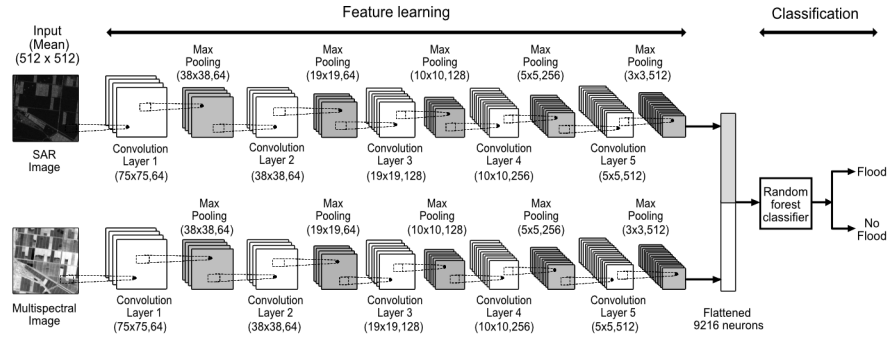 Feature learning
Classification
Input
(Mean)
(512 x 512)
SAR
Image
Max
Pooling
(38x38,64)
Max
Pooling
(19x19,64)
Max
Pooling
(10x10,128)
Max
Pooling
(5x5,256)
Max
Pooling
(3x3,512)
Convolution
Layer 1
(75x75,64)
Convolution
Layer 2
(38x38,64)
Convolution
Layer 3
(19x19,128)
Convolution
Layer 4
(10x10,256)
Convolution
Layer 5
(5x5,512)
Multispectral
Image
Max
Pooling
(38x38,64)
Max
Pooling
(19x19,64)
Max
Pooling
(10x10,128)
Max
Pooling
(5x5,256)
Max
Pooling
(3x3,512)
Convolution
Layer 1
(75x75,64)
Convolution
Layer 2
(38x38,64)
Convolution
Layer 3
(19x19,128)
Convolution
Layer 4
(10x10,256)
Convolution
Layer 5
(5x5,512)
Flattened
9216 neurons
Random
forest
classifier
Flood
No
Flood